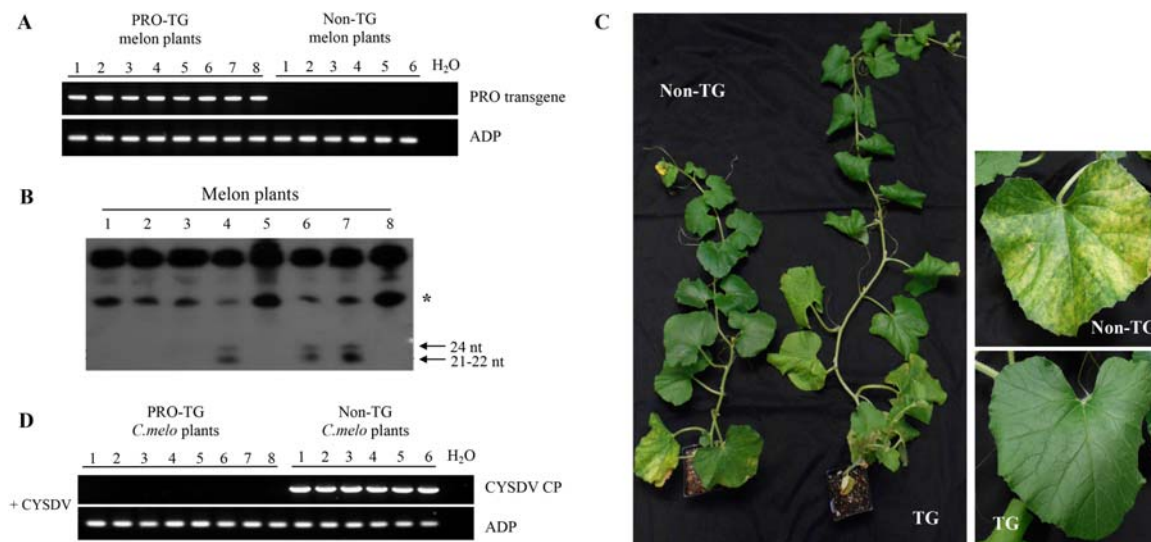 A
PRO-TG
melon plants
Non-TG
melon plants
1 2 3 4 5 6 7 8 1 2 3 4 5 6 H2O
PRO transgene
ADP
B
Melon plants
1 2 3 4 5 6 7 8
*
24 nt
21-22 nt
D
PRO-TG
C.melo plants
Non-TG
C.melo plants
1 2 3 4 5 6 7 8 1 2 3 4 5 6 H2O
+ CYSDV
CYSDV CP
ADP
C
Non-TG
TG
Non-TG
TG